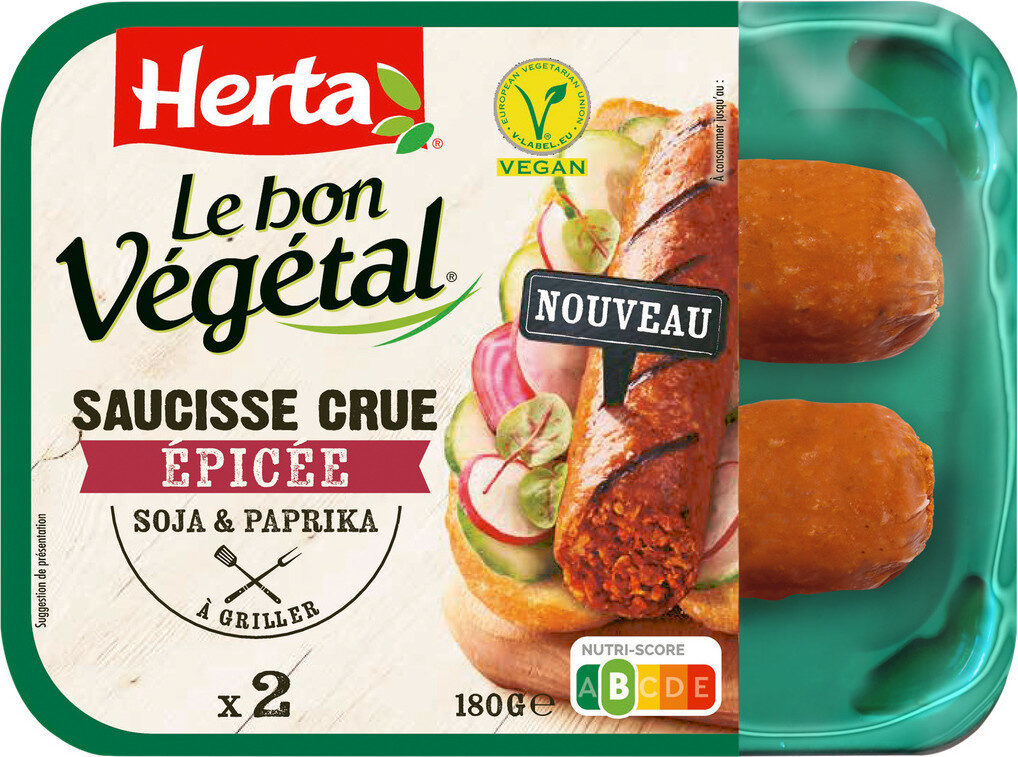 Herta®
EUROPEAN VEGETARIAN UNION
V-LABEL.EU
VEGAN
À consommer jusqu'au :
Le bon
Végétal®
NOUVEAU
SAUCISSE CRUE
ÉPICÉE
SOJA & PAPRIKA
À GRILLER
Suggestion de présentation
x 2
180G℮
NUTRI-SCORE
A B C D E